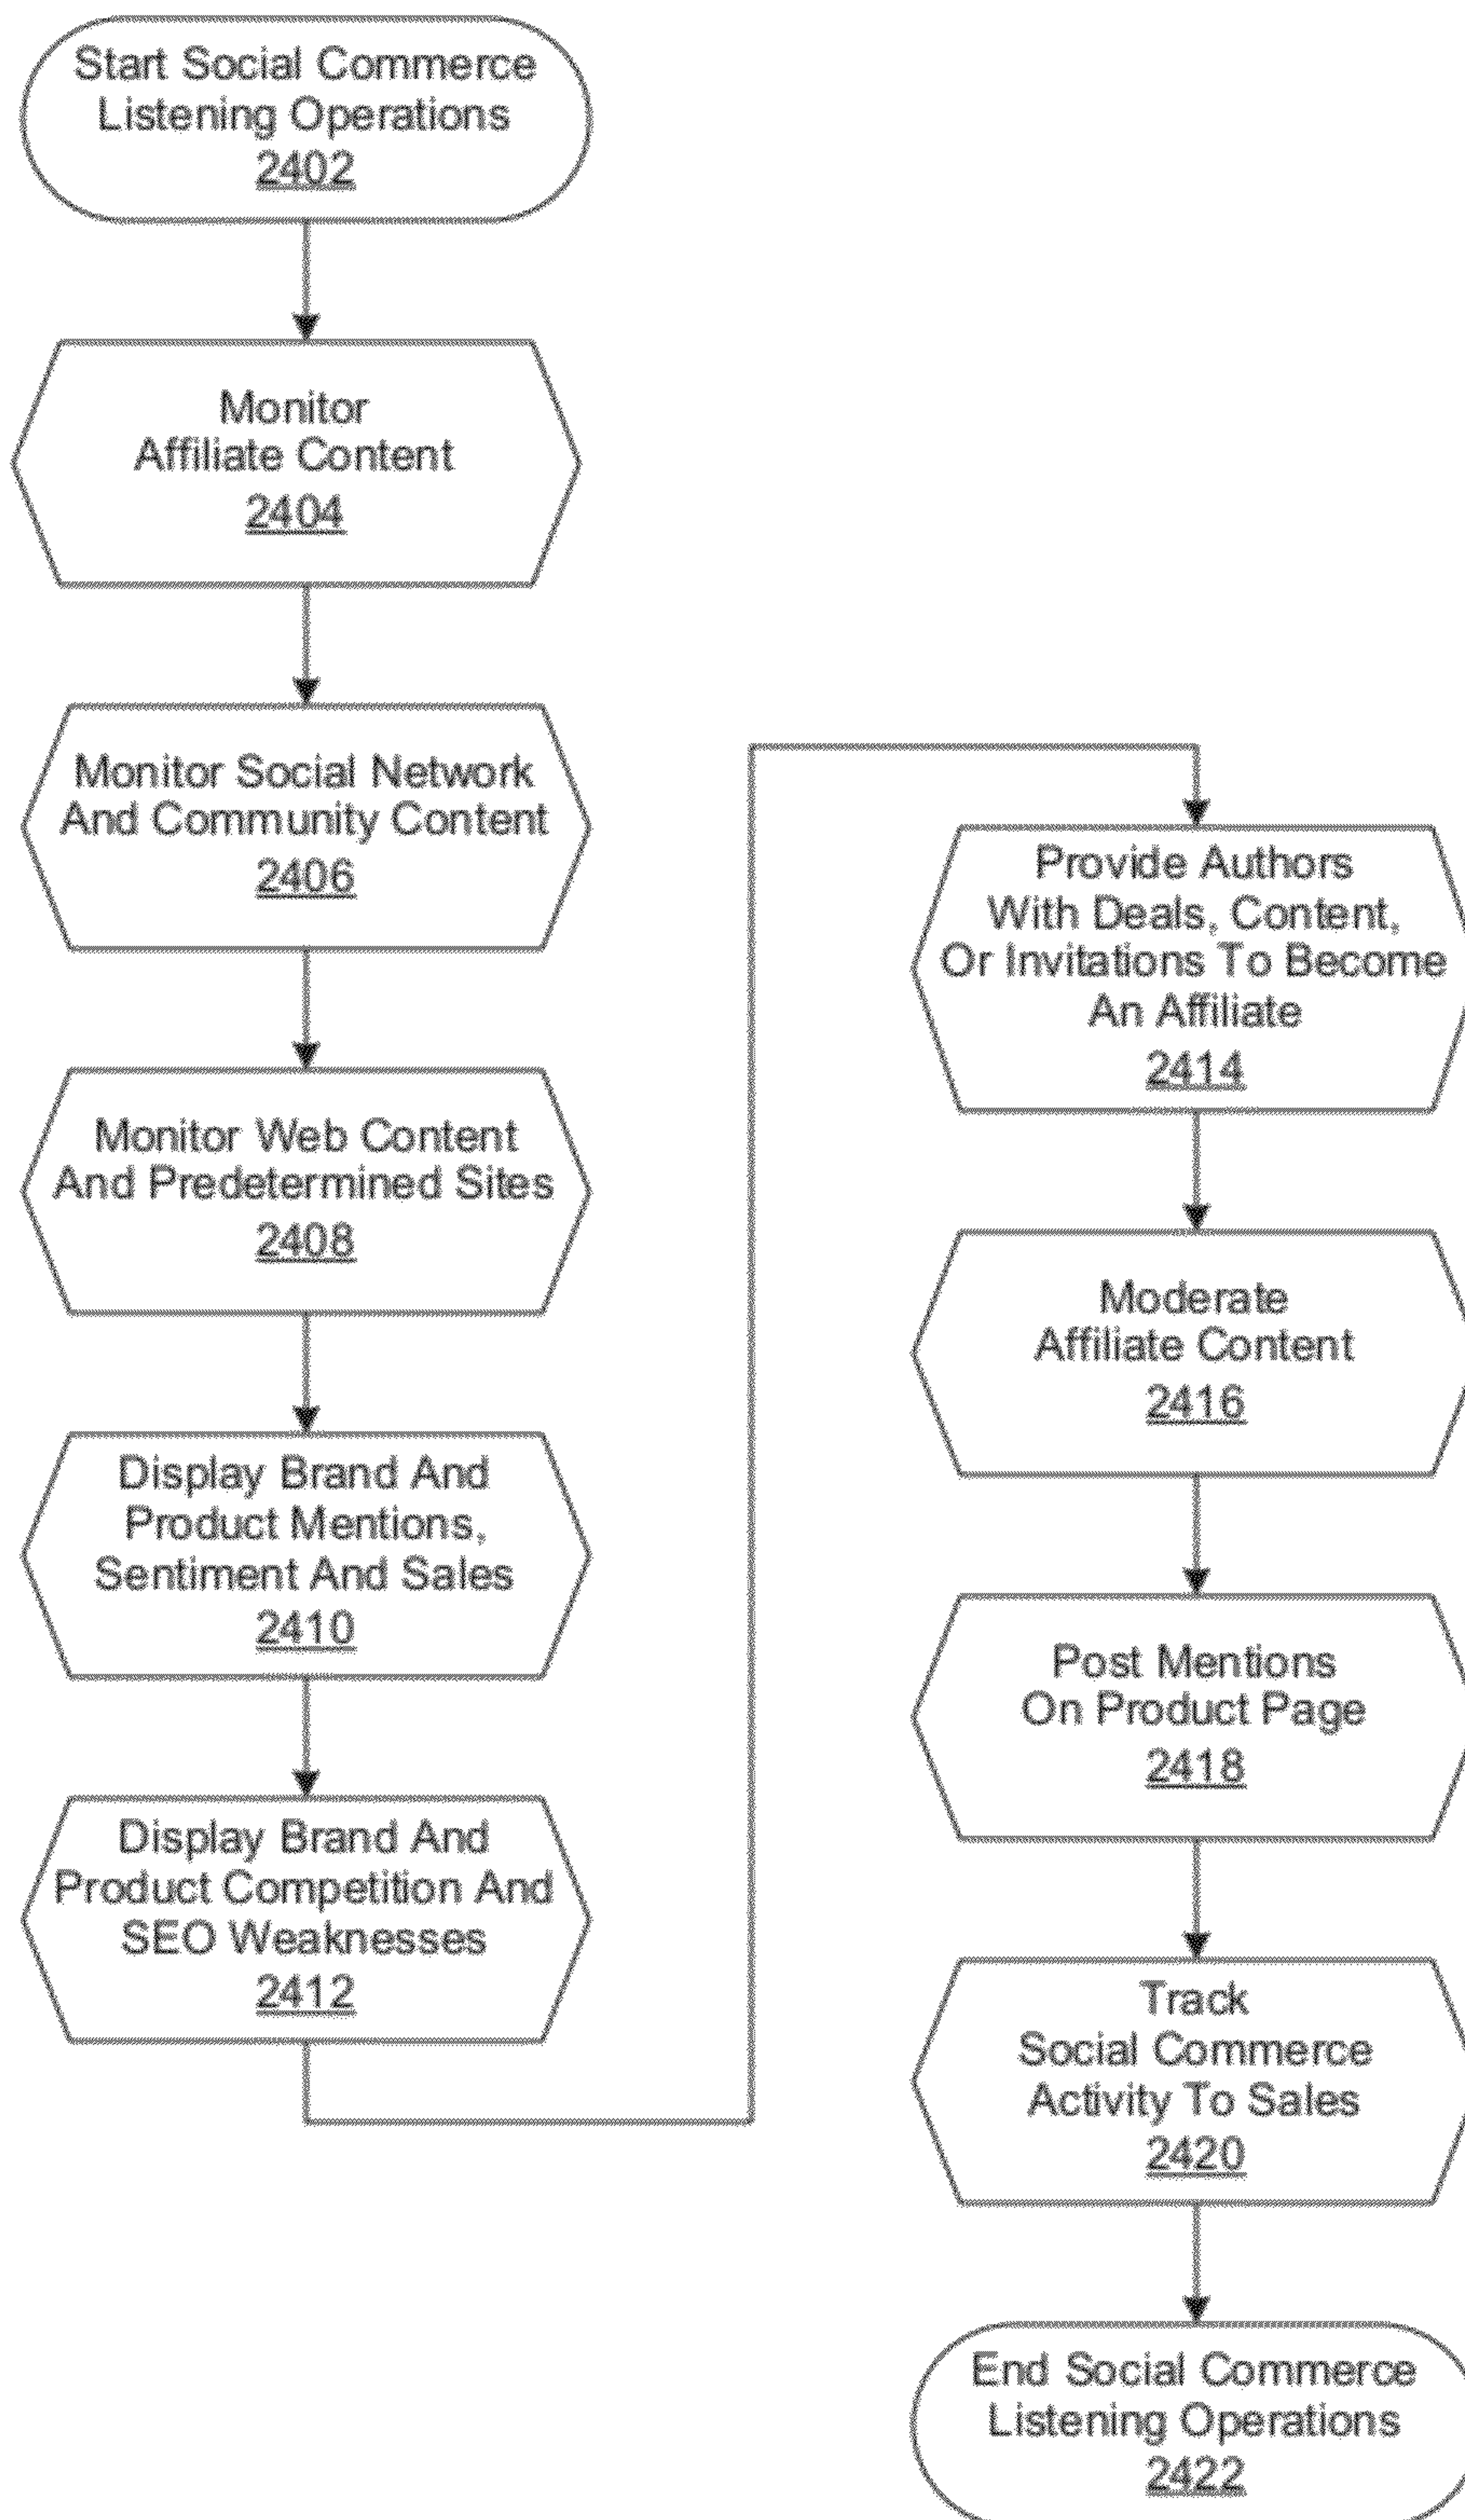 Start Social Commerce
Listening Operations
2402
Monitor
Affiliate Content
2404
Monitor Social Network
And Community Content
2406
Monitor Web Content
And Predetermined Sites
2408
Display Brand And
Product Mentions,
Sentiment And Sales
2410
Display Brand And
Product Competition And
SEO Weaknesses
2412
Provide Authors
With Deals, Content,
Or Invitations To Become
An Affiliate
2414
Moderate
Affiliate Content
2416
Post Mentions
On Product Page
2418
Track
Social Commerce
Activity To Sales
2420
End Social Commerce
Listening Operations
2422